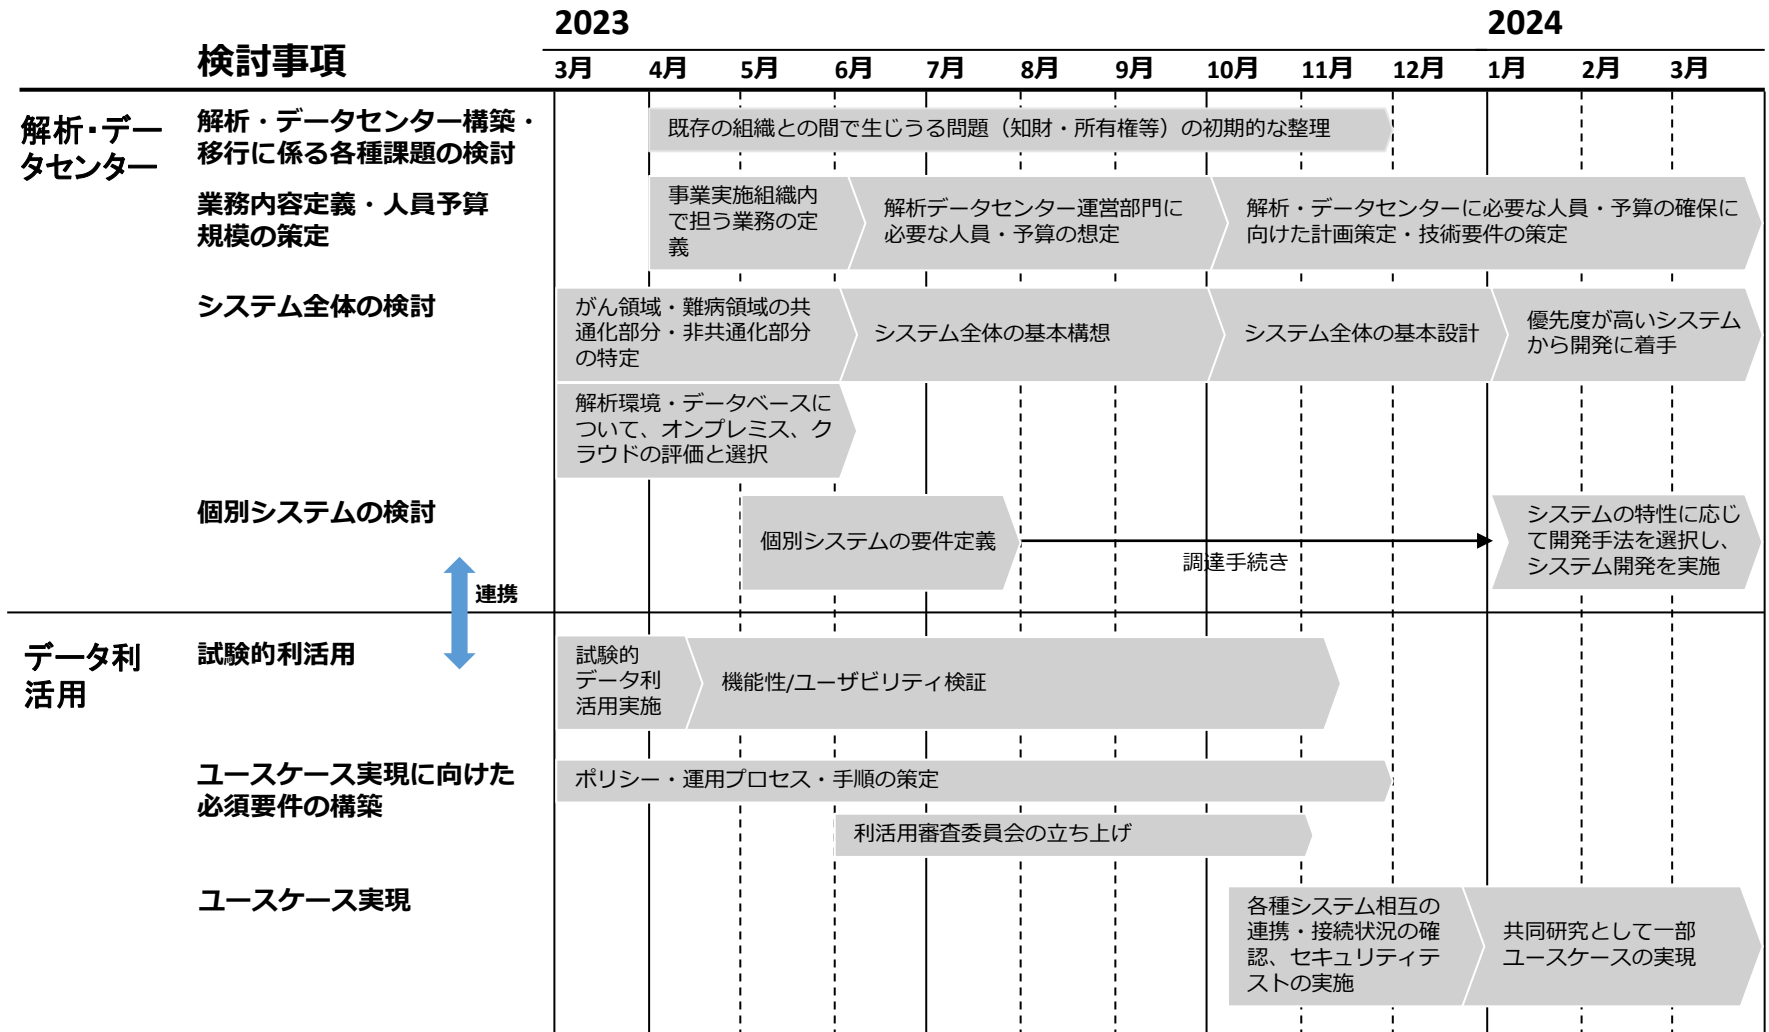 2023
2024
検討事項
3月
4月
5月
6月
7月
8月
9月
10月
11月
12月
1月
2月
3月
解析・デー
タセンター
解析・データセンター構築・
移行に係る各種課題の検討
既存の組織との間で生じうる問題（知財・所有権等）の初期的な整理
業務内容定義・人員予算
規模の策定
事業実施組織内
で担う業務の定
義
解析データセンター運営部門に
必要な人員・予算の想定
解析・データセンターに必要な人員・予算の確保に
向けた計画策定・技術要件の策定
システム全体の検討
がん領域・難病領域の共
通化部分・非共通化部分
の特定
システム全体の基本構想
システム全体の基本設計
優先度が高いシステム
から開発に着手
解析環境・データベースに
ついて、オンプレミス、ク
ラウドの評価と選択
個別システムの検討
個別システムの要件定義
調達手続き
システムの特性に応じ
て開発手法を選択し、
システム開発を実施
連携
データ利
活用
試験的利活用
試験的
データ利
活用実施
機能性/ユーザビリティ検証
ユースケース実現に向けた
必須要件の構築
ポリシー・運用プロセス・手順の策定
利活用審査委員会の立ち上げ
ユースケース実現
各種システム相互の
連携・接続状況の確
認、セキュリティテ
ストの実施
共同研究として一部
ユースケースの実現